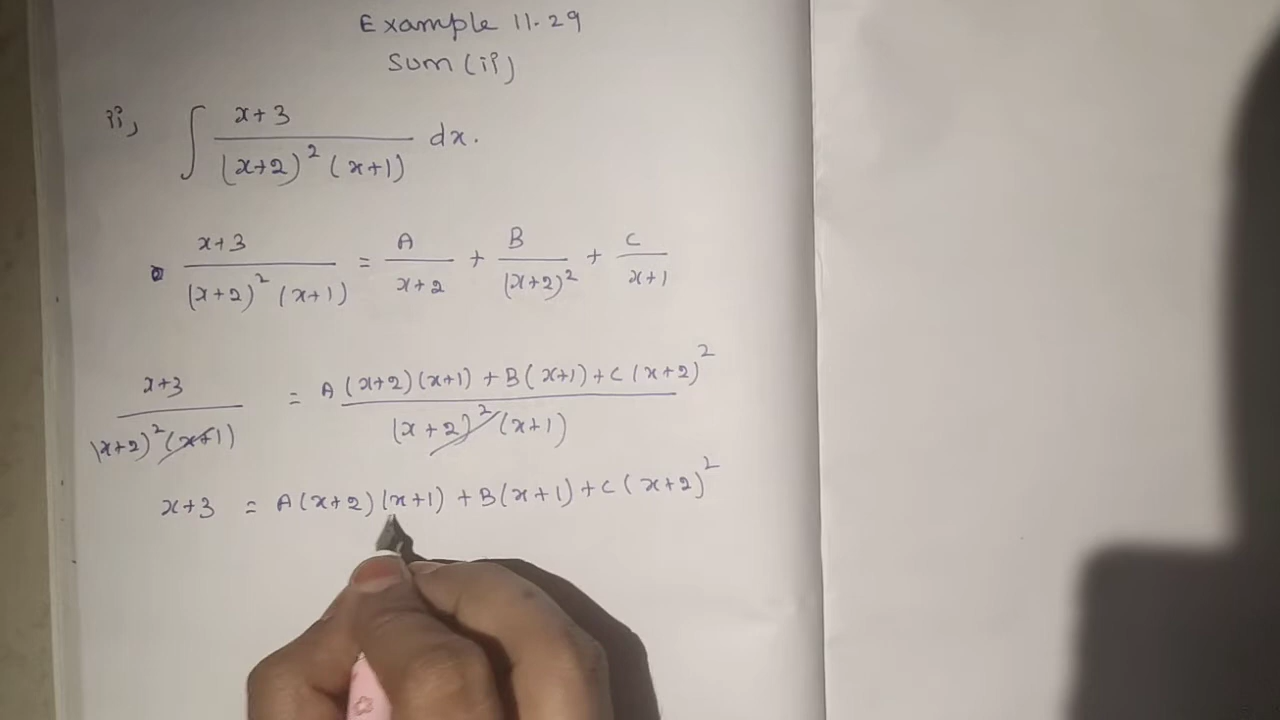 Example 11.29
Sum (ii)
ii, ∫ x+3 / (x+2)² (x+1) dx.
x+3 / (x+2)² (x+1) = A / x+2 + B / (x+2)² + C / x+1
x+3 / (x+2)² (x+1) = A (x+2)(x+1) + B (x+1) + C (x+2)² / (x+2)² (x+1)
x+3 = A (x+2)(x+1) + B (x+1) + C (x+2)²